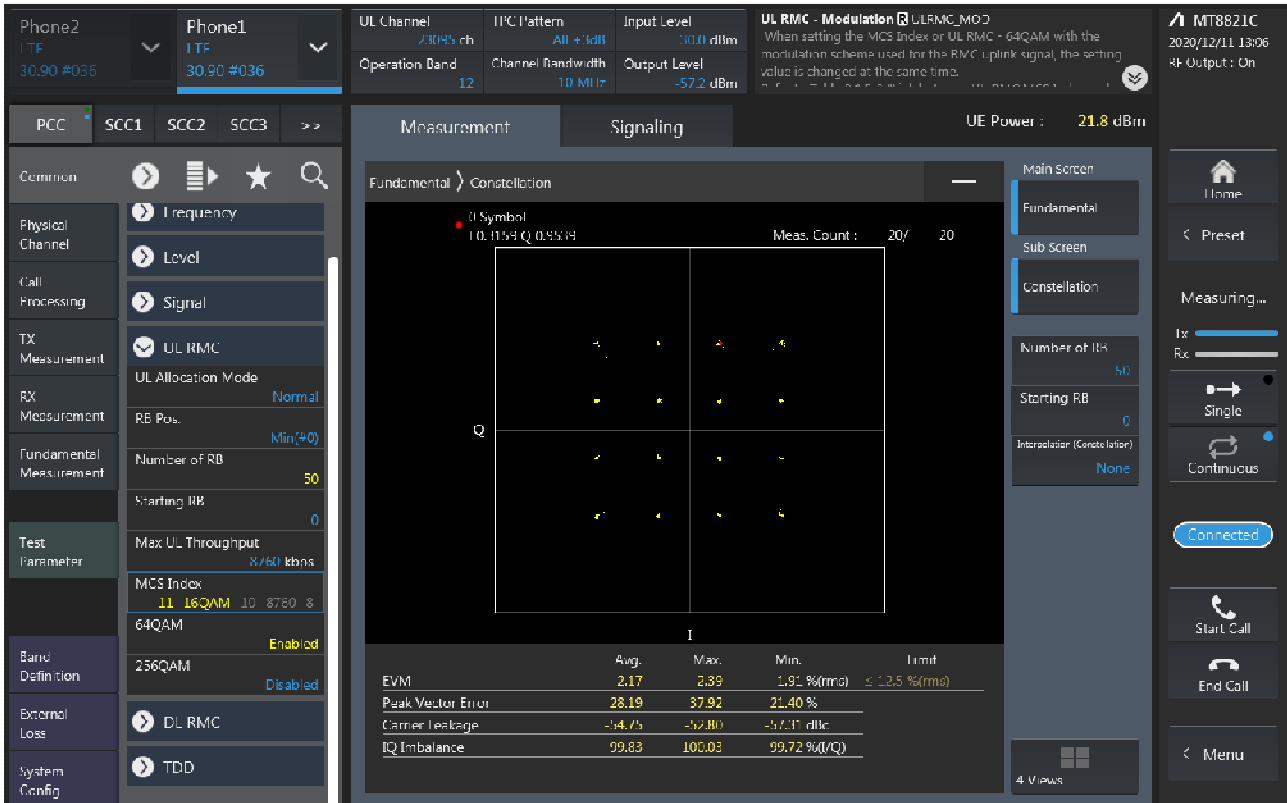 Phone2
LTE
30.90 #036
Phone1
LTE
30.90 #036
UL Channel
23095 ch
TPC Pattern
All +3dB
Input Level
30.0 dBm
Operation Band
12
Channel Bandwidth
10 MHz
Output Level
-57.2 dBm
UL RMC - Modulation R ULRMC_MOD
When setting the MCS Index or UL RMC - 64QAM with the
modulation scheme used for the RMC uplink signal, the setting
value is changed at the same time.
MT8821C
2020/12/11 13:06
RF Output : On
PCC
SCC1
SCC2
SCC3
>>
Measurement
Signaling
UE Power : 21.8 dBm
Common
Physical
Channel
Call
Processing
TX
Measurement
RX
Measurement
Fundamental
Measurement
Test
Parameter
Band
Definition
External
Loss
System
Config
Frequency
Level
Signal
UL RMC
UL Allocation Mode
Normal
RB Pos.
Min(#0)
Number of RB
50
Starting RB
0
Max UL Throughput
8760 kbps
MCS Index
11 16QAM 10 8760 8
64QAM
Enabled
256QAM
Disabled
DL RMC
TDD
Fundamental 〉 Constellation
0 Symbol
I 0.3159 Q 0.9539
Meas. Count : 20/ 20
Q
I
Avg. Max. Min. Limit
EVM 2.17 2.39 1.91 %(rms) ≤ 12.5 %(rms)
Peak Vector Error 28.19 37.92 21.40 %
Carrier Leakage -54.75 -52.80 -57.31 dBc
IQ Imbalance 99.83 100.03 99.72 %(I/Q)
Main Screen
Fundamental
Sub Screen
Constellation
Number of RB
50
Starting RB
0
Interpolation (Constellation)
None
4 Views
Home
< Preset
Measuring...
Tx
Rx
Single
Continuous
Connected
Start Call
End Call
< Menu